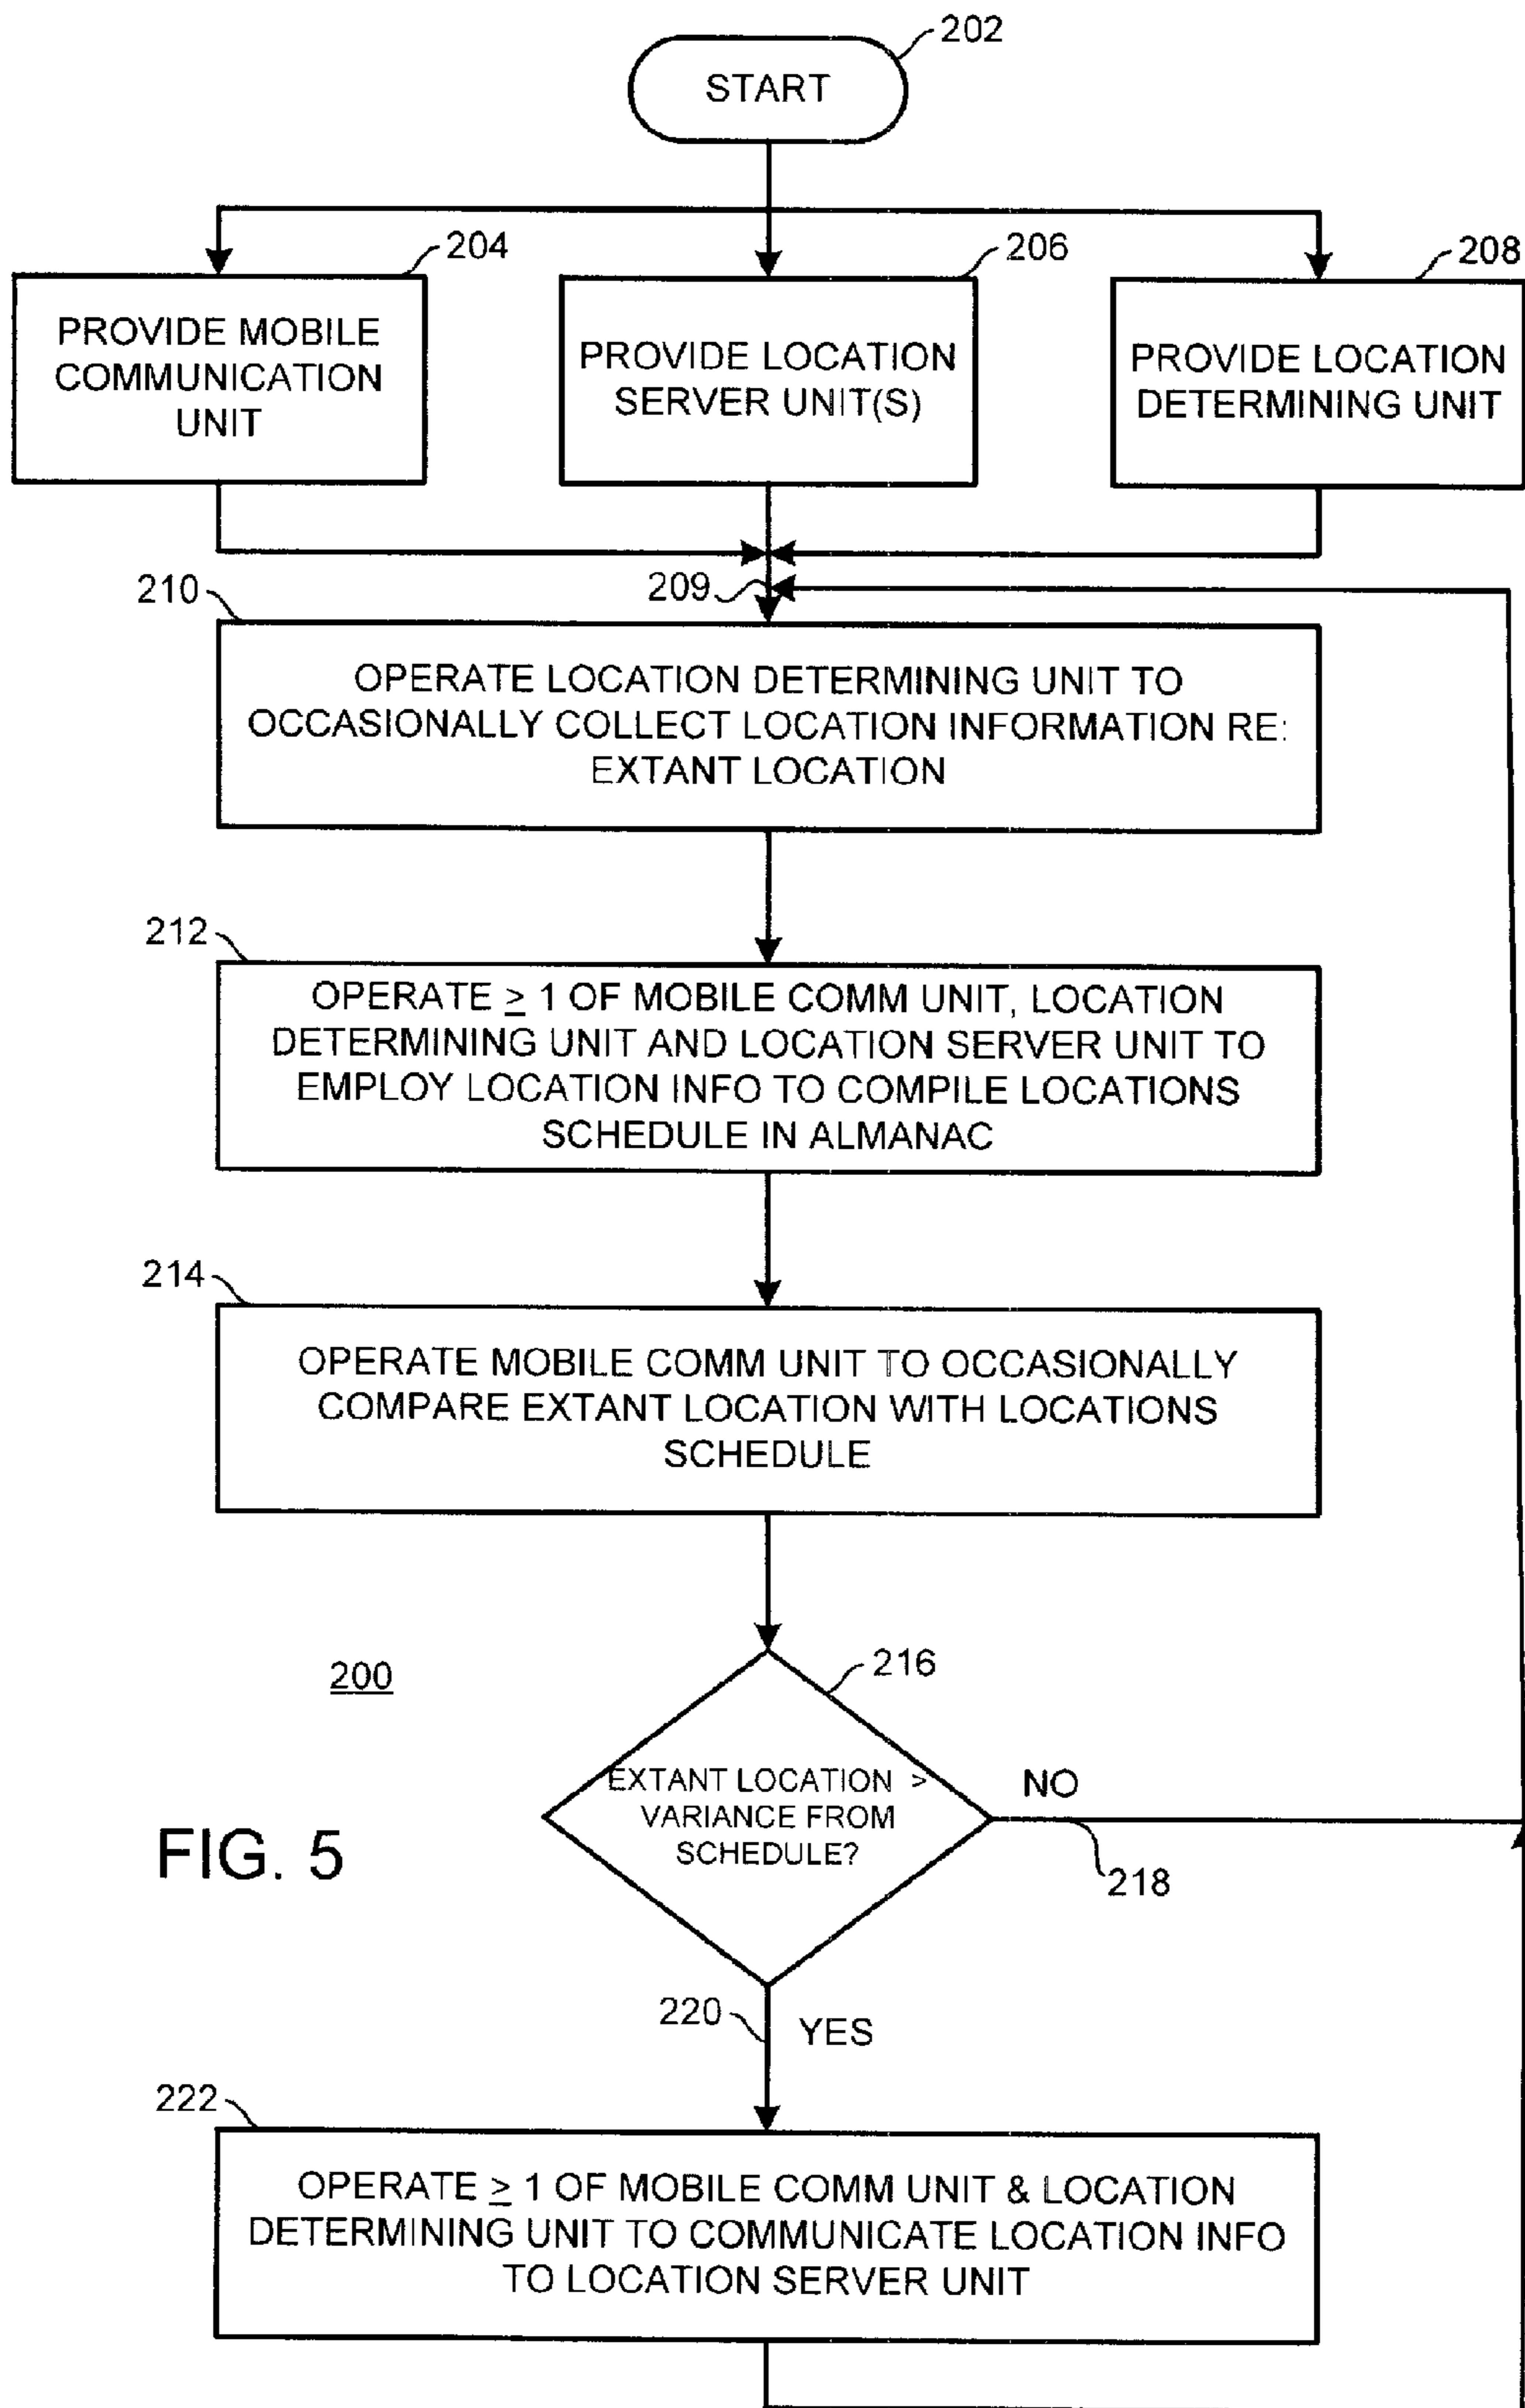 202
START
204
206
208
PROVIDE MOBILE
COMMUNICATION
UNIT
PROVIDE LOCATION
SERVER UNIT(S)
PROVIDE LOCATION
DETERMINING UNIT
209
210
OPERATE LOCATION DETERMINING UNIT TO
OCCASIONALLY COLLECT LOCATION INFORMATION RE:
EXTANT LOCATION
212
OPERATE ≥ 1 OF MOBILE COMM UNIT, LOCATION
DETERMINING UNIT AND LOCATION SERVER UNIT TO
EMPLOY LOCATION INFO TO COMPILE LOCATIONS
SCHEDULE IN ALMANAC
214
OPERATE MOBILE COMM UNIT TO OCCASIONALLY
COMPARE EXTANT LOCATION WITH LOCATIONS
SCHEDULE
200
216
EXTANT LOCATION >
VARIANCE FROM
SCHEDULE?
NO
218
FIG. 5
220
YES
222
OPERATE ≥ 1 OF MOBILE COMM UNIT & LOCATION
DETERMINING UNIT TO COMMUNICATE LOCATION INFO
TO LOCATION SERVER UNIT